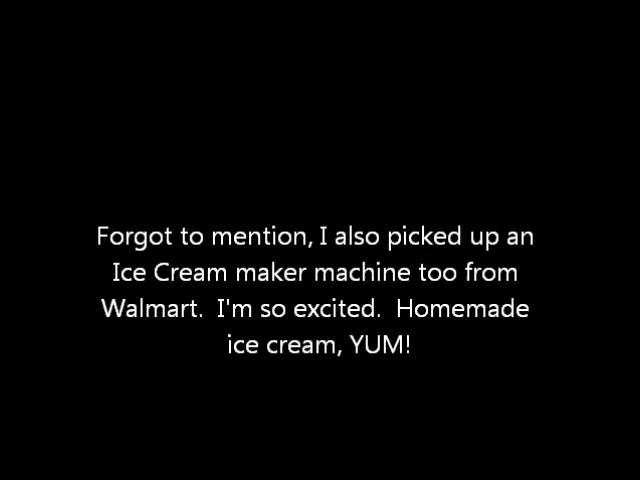 Forgot to mention, I also picked up an
Ice Cream maker machine too from
Walmart.  I'm so excited.  Homemade
ice cream, YUM!